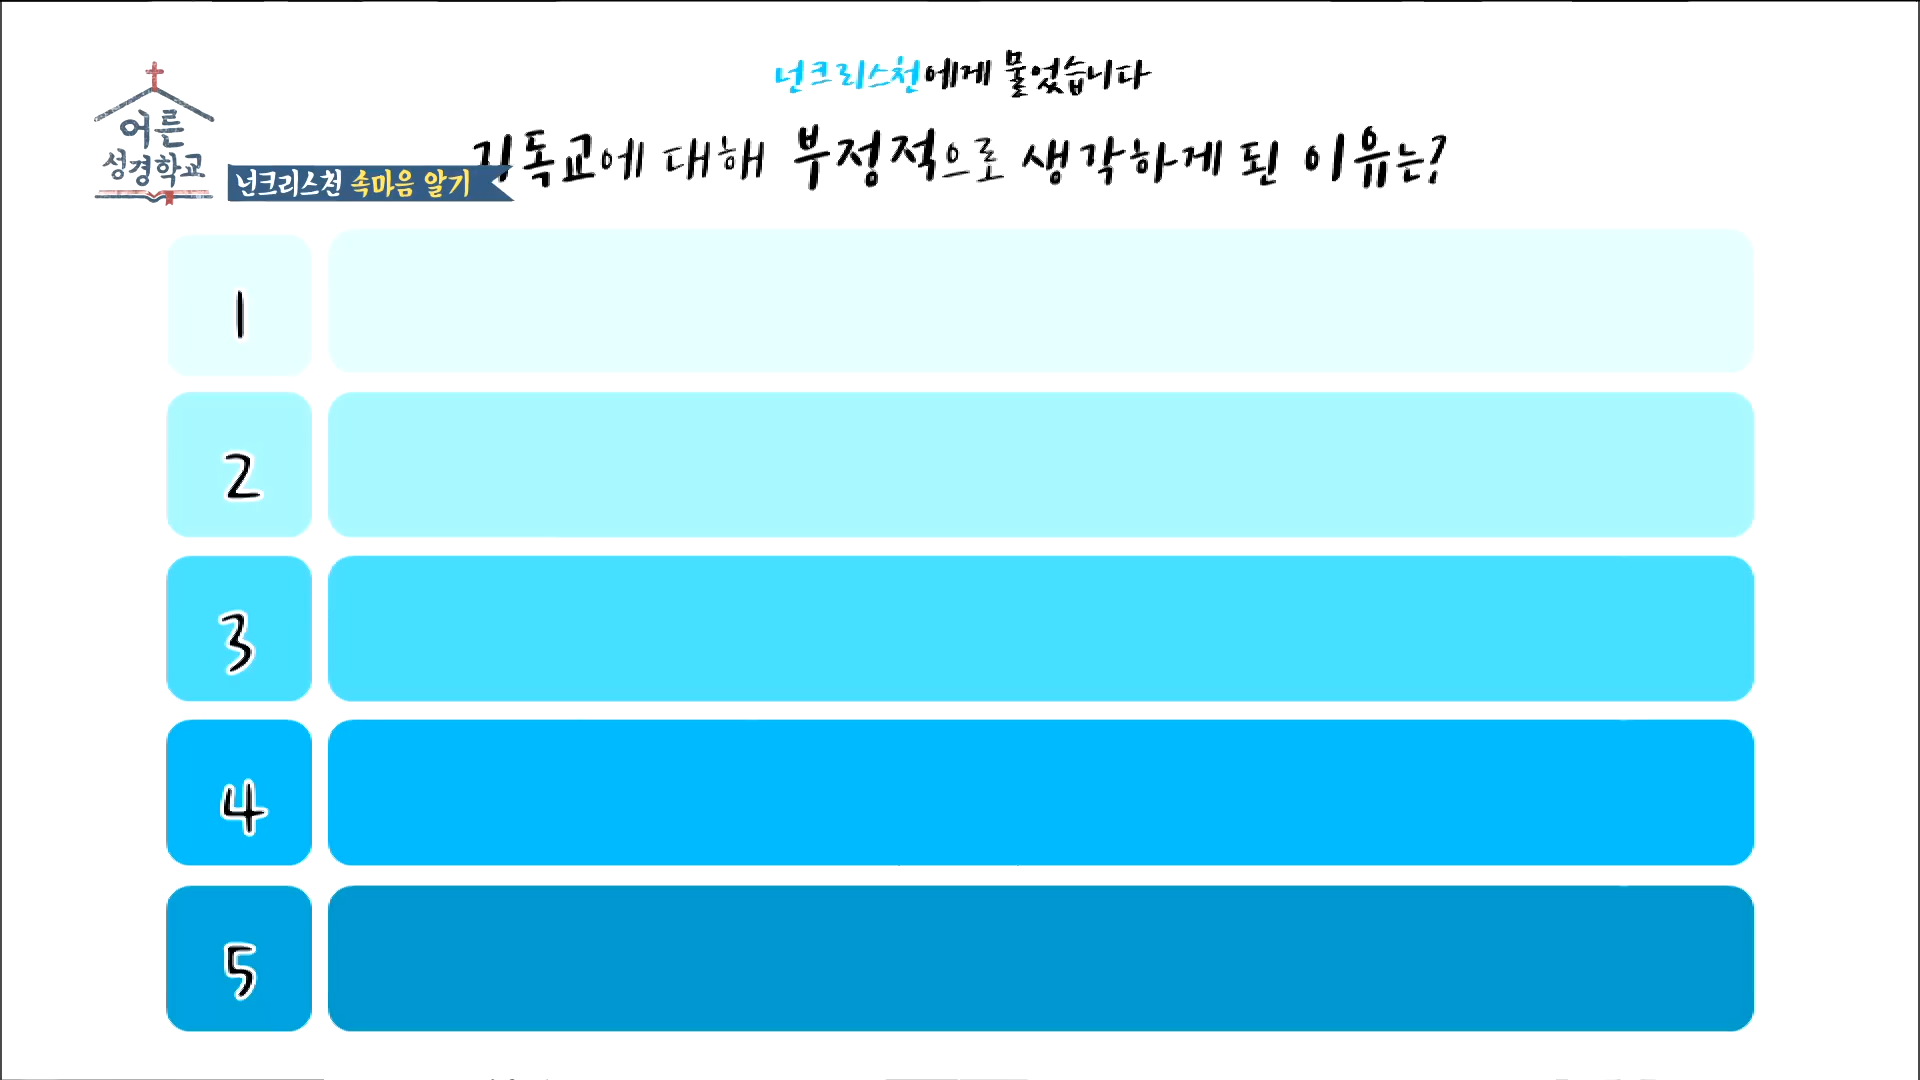 넌크리스천에게 물었습니다
어른
성경학교
기독교에 대해 부정적으로 생각하게 된 이유는?
넌크리스천 속마음 알기
1
2
3
4
5